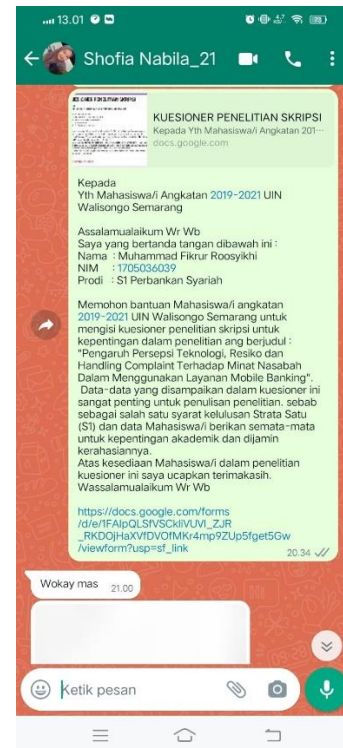 13.01
Shofia Nabila_21
KUESIONER PENELITIAN SKRIPSI
Kepada Yth Mahasiswa/i Angkatan 201...
docs.google.com
Kepada
Yth Mahasiswa/i Angkatan 2019-2021 UIN
Walisongo Semarang
Assalamualaikum Wr Wb
Saya yang bertanda tangan dibawah ini :
Nama : Muhammad Fikrur Roosyikhi
NIM : 1705036039
Prodi : S1 Perbankan Syariah
Memohon bantuan Mahasiswa/i angkatan
2019-2021 UIN Walisongo Semarang untuk
mengisi kuesioner penelitian skripsi untuk
kepentingan dalam penelitian ang berjudul :
"Pengaruh Persepsi Teknologi, Resiko dan
Handling Complaint Terhadap Minat Nasabah
Dalam Menggunakan Layanan Mobile Banking".
Data-data yang disampaikan dalam kuesioner ini
sangat penting untuk penulisan penelitian. sebab
sebagai salah satu syarat kelulusan Strata Satu
(S1) dan data Mahasiswa/i berikan semata-mata
untuk kepentingan akademik dan dijamin
kerahasiannya.
Atas kesediaan Mahasiswa/i dalam penelitian
kuesioner ini saya ucapkan terimakasih.
Wassalamualaikum Wr Wb
https://docs.google.com/forms
/d/e/1FAIpQLSfVSCkliVUVI_ZJR
_RKDOjHaXVfDVOfMKr4mp9ZUp5fget5Gw
/viewform?usp=sf_link
20.34
Wokay mas 21.00
Ketik pesan